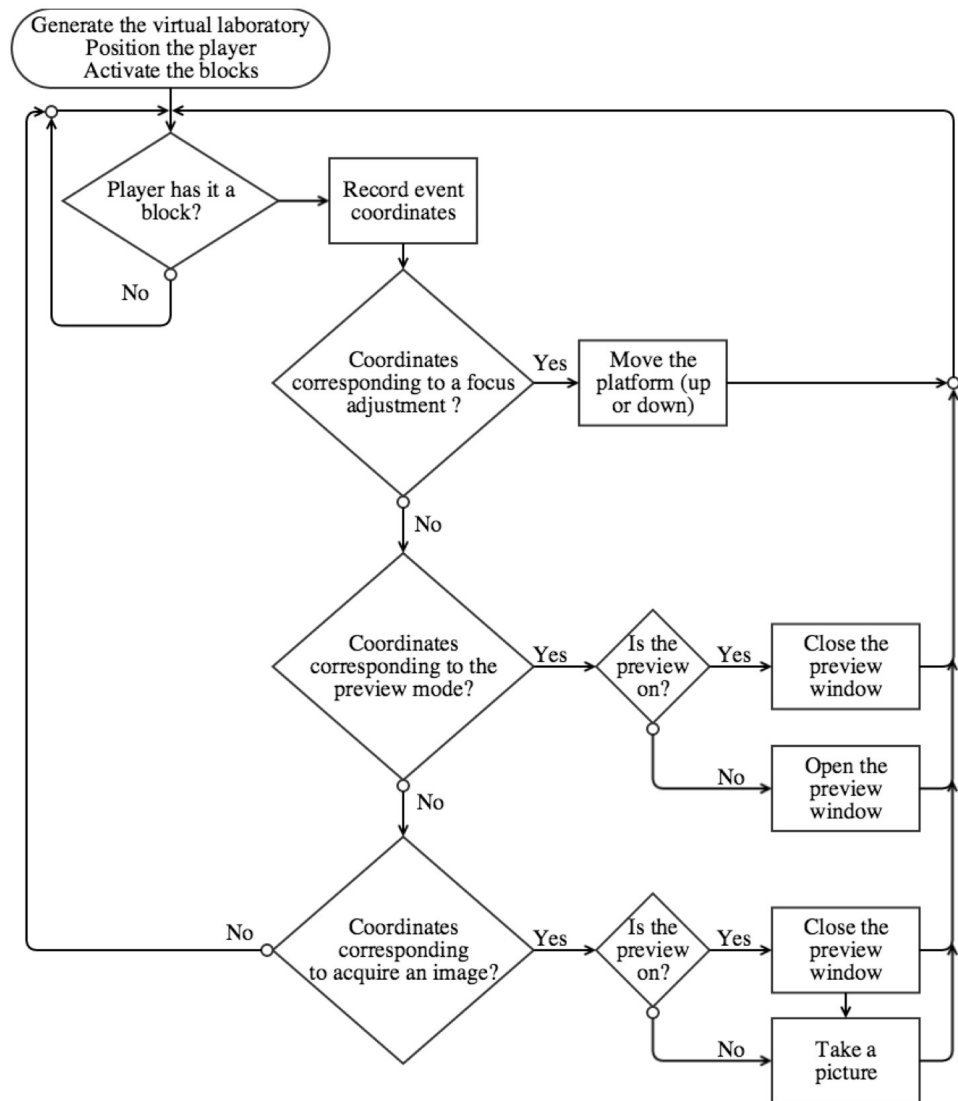 Generate the virtual laboratory
Position the player
Activate the blocks
Player has it a
block?
No
Record event
coordinates
Coordinates
corresponding to a focus
adjustment ?
Yes
Move the
platform (up
or down)
No
Coordinates
corresponding to the
preview mode?
Yes
Is the
preview
on?
Yes
Close the
preview
window
No
Open the
preview
window
No
Coordinates
corresponding
to acquire an image?
No
Yes
Is the
preview
on?
Yes
Close the
preview
window
No
Take a
picture